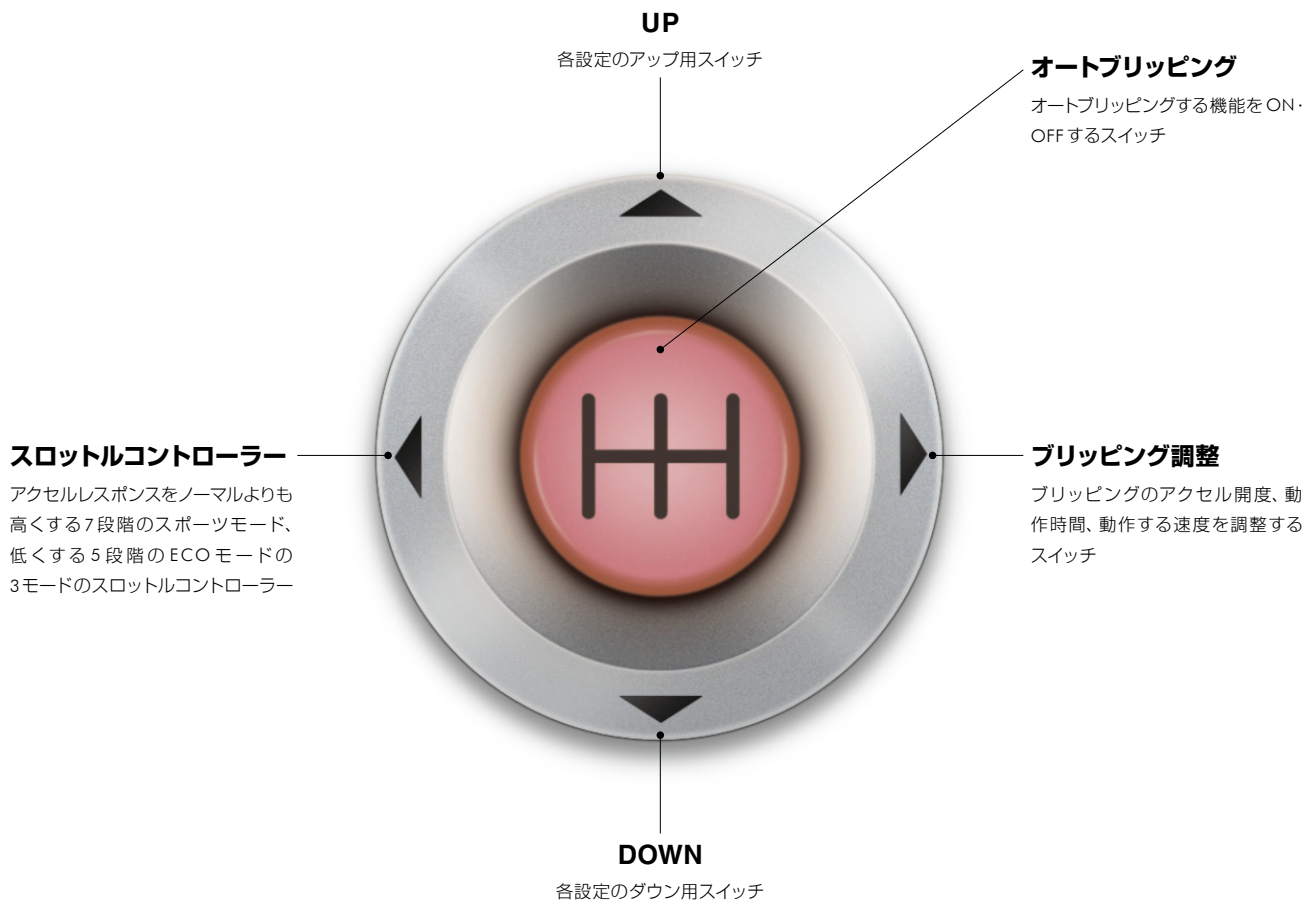 UP
各設定のアップ用スイッチ
オートブリッピング
オートブリッピングする機能をON・
OFFするスイッチ
スロットルコントローラー
アクセルレスポンスをノーマルよりも
高くする7段階のスポーツモード、
低くする5段階のECOモードの
3モードのスロットルコントローラー
ブリッピング調整
ブリッピングのアクセル開度、動
作時間、動作する速度を調整する
スイッチ
DOWN
各設定のダウン用スイッチ